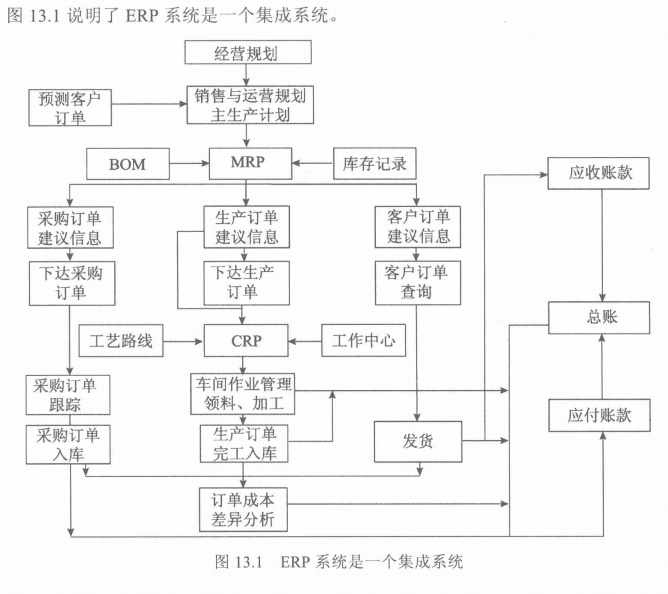 图 13.1 说明了 ERP 系统是一个集成系统。
经营规划
预测客户
订单
销售与运营规划
主生产计划
BOM
MRP
库存记录
应收账款
采购订单
建议信息
生产订单
建议信息
客户订单
建议信息
下达采购
订单
下达生产
订单
客户订单
查询
总账
工艺路线
CRP
工作中心
采购订单
跟踪
车间作业管理
领料、加工
应付账款
采购订单
入库
生产订单
完工入库
发货
订单成本
差异分析
图 13.1 ERP 系统是一个集成系统